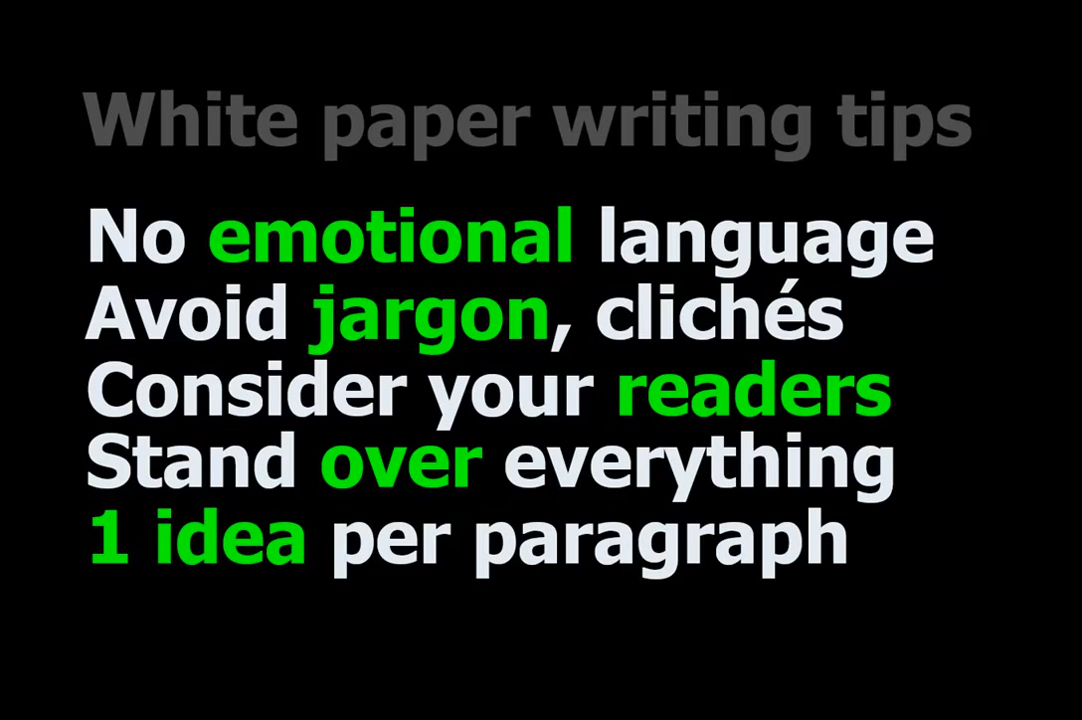 White paper writing tips
No emotional language
Avoid jargon, clichés
Consider your readers
Stand over everything
1 idea per paragraph